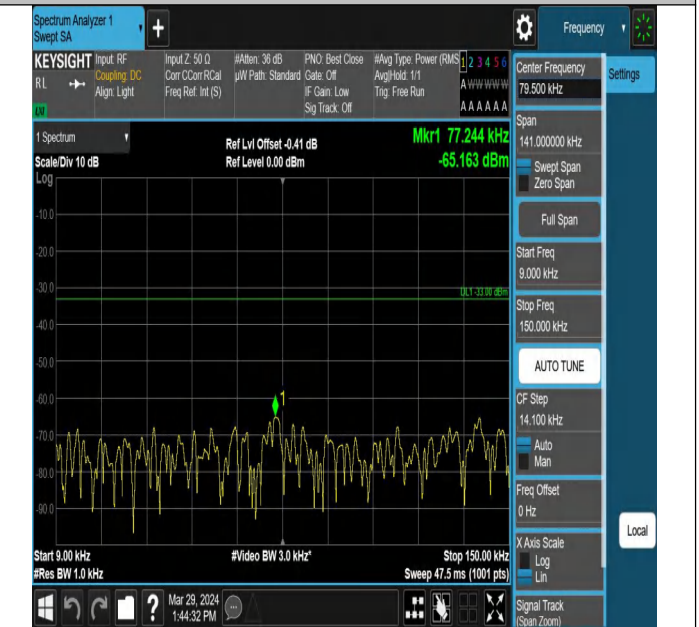 Spectrum Analyzer 1
Swept SA
+
Frequency
KEYSIGHT
RL
LXI
Input: RF
Coupling: DC
Align: Light
Input Z: 50 Ω
Corr CCorr RCal
Freq Ref: Int (S)
#Atten: 36 dB
µW Path: Standard
PNO: Best Close
Gate: Off
IF Gain: Low
Sig Track: Off
#Avg Type: Power (RMS
Avg|Hold: 1/1
Trig: Free Run
1 2 3 4 5 6
A W W W W W
A A A A A A
1 Spectrum
Scale/Div 10 dB
Ref Lvl Offset -0.41 dB
Ref Level 0.00 dBm
Mkr1 77.244 kHz
-65.163 dBm
Log
-10.0
-20.0
-30.0
DL1 -33.00 dBm
-40.0
-50.0
-60.0
1
-70.0
-80.0
-90.0
Start 9.00 kHz
#Video BW 3.0 kHz*
Stop 150.00 kHz
#Res BW 1.0 kHz
Sweep 47.5 ms (1001 pts)
?
Mar 29, 2024
1:44:32 PM
Center Frequency
79.500 kHz
Settings
Span
141.000000 kHz
Swept Span
Zero Span
Full Span
Start Freq
9.000 kHz
Stop Freq
150.000 kHz
AUTO TUNE
CF Step
14.100 kHz
Auto
Man
Freq Offset
0 Hz
Local
X Axis Scale
Log
Lin
Signal Track
(Span Zoom)